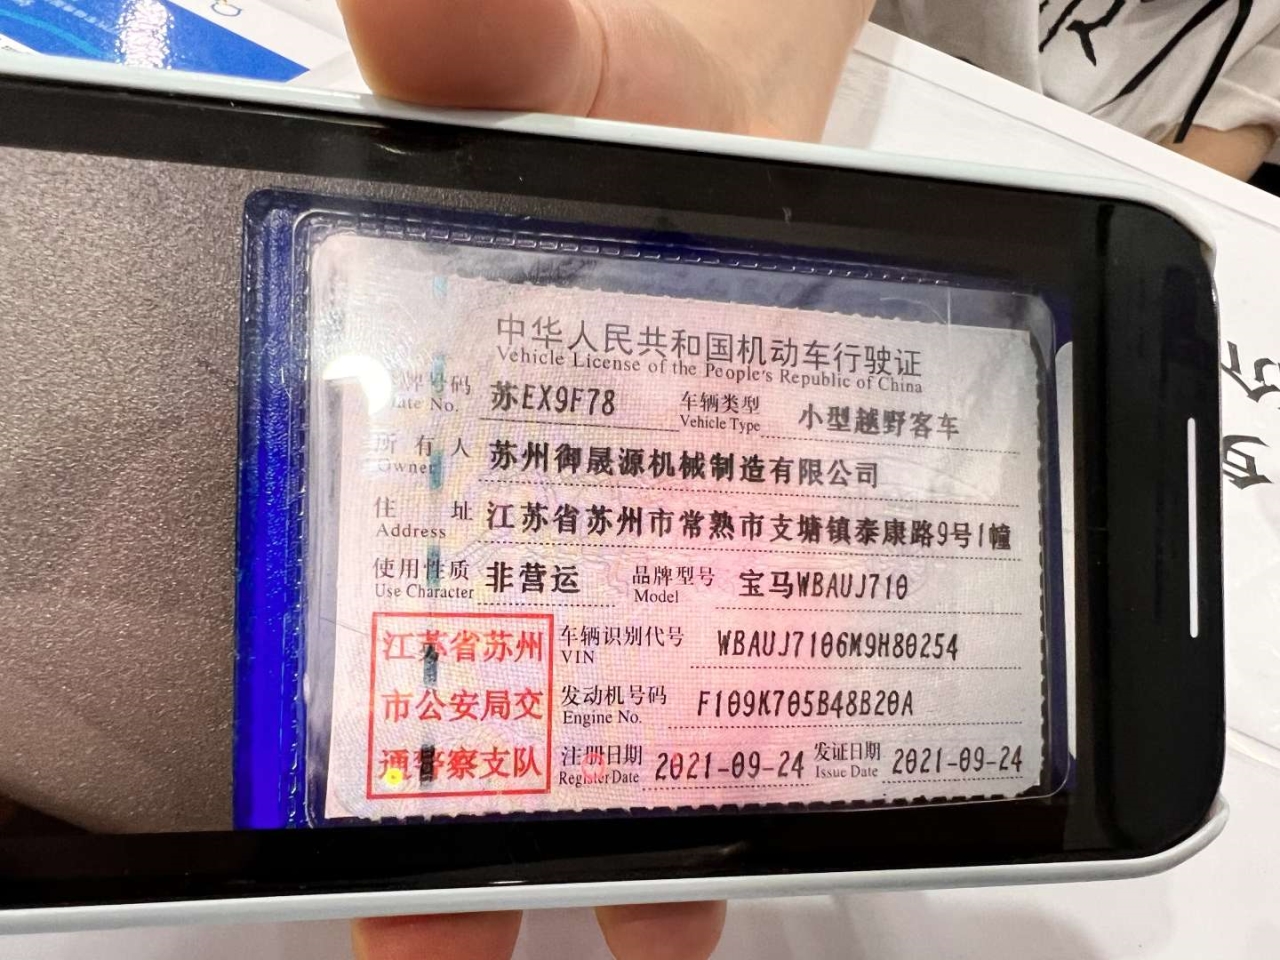 中华人民共和国机动车行驶证
Vehicle License of the People's Republic of China
牌号码 苏EX9F78 车辆类型 小型越野客车
Plate No. Vehicle Type
所有人 苏州御晟源机械制造有限公司
Owner
住址 江苏省苏州市常熟市支塘镇泰康路9号1幢
Address
使用性质 非营运 品牌型号 宝马WBAUJ710
Use Character Model
江苏省苏州
市公安局交
通警察支队
车辆识别代号 WBAUJ7106M9H80254
VIN
发动机号码 F109K705B48B20A
Engine No.
注册日期 2021-09-24 发证日期 2021-09-24
Register Date Issue Date